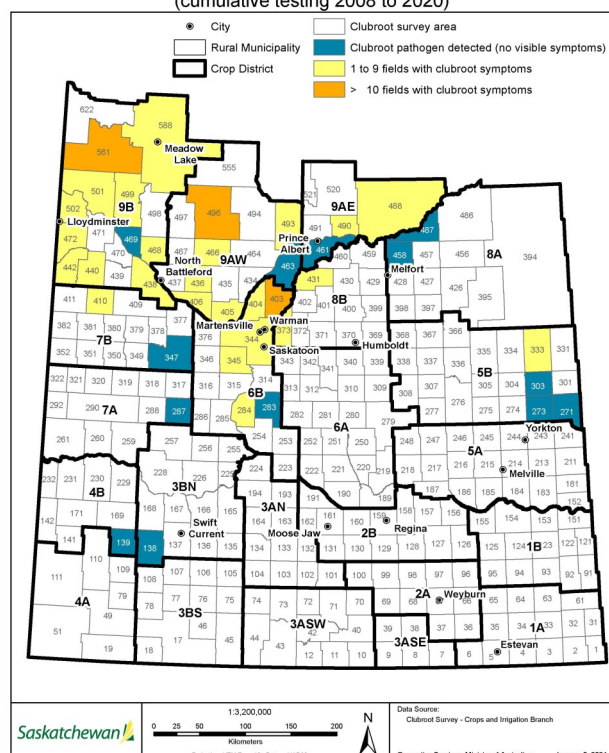 (cumulative testing 2008 to 2020)
City
Rural Municipality
Crop District
Clubroot survey area
Clubroot pathogen detected (no visible symptoms)
1 to 9 fields with clubroot symptoms
> 10 fields with clubroot symptoms
622
588
561
Meadow
Lake
555
501 499
502
9B
498 497 496 494
Lloydminster
472 471 469 468
470
466 464
467
9AW
493
442 440 439 438
North
Battleford
437 436 435 434
406 405 404 403
521 520
9AE
488
491 490
Prince
Albert
461 460 459
463
487 486
458 457 456
Melfort
428 427 426
8A
394
395
431 430 429
8B
402 401 400 399
411 410 409
377
382 381 380 379 378
352 351 350 349 347
7B
Martensville
Warman
Saskatoon
376
346 345 344 373
372 371 370 369
Humboldt
368 367 366
343 342 341 340 339
338 337 336 335 334 333 331
308 307 305 304 303 301
5B
277 276 275 274 273 271
322 321 320 319 318 317
292 290 288 287
7A
261 260 259
314
6B
286 285 284 283
254 253
313 312 310 309
282 281 280 279
6A
252 251 250
222 221 220 219
191 190 189
Yorkton
248 247 246 245 244 243 241
5A
218 217 216 215 214 213 211
Melville
187 186 185 184 183 181
152
257 256 255
228 226 225
3BN
224 223
194 193
3AN
164 163 162
232 231 230 229
4B
142 171 169
141 139 138
168 167 166 165
Swift
Current
137 136 135
161 160 159 158 156
Moose Jaw
Regina
2B
131 130 129 128 127 126
155 154 153 151
125 124 123 122 121
1B
95 94 93 92 91
134 133 132
104 103 102 101 100 99 98 97 96
110 109
111
79 78
4A
49
51 19 18
108 107 106 105
77 76 75
3BS
46 45
17
74 73 72 71 70
3ASW
44 43 42 40
12 11 10
2A
Weyburn
69 68 67 66 65
39 38 37 36 35
3ASE
9 8 7 6 5 4 3 2 1
64 63 61
34 33 32 31
1A
Estevan
Saskatchewan
1:3,200,000
0 25 50 100 150 200
Kilometers
N
Data Source:
Clubroot Survey - Crops and Irrigation Branch